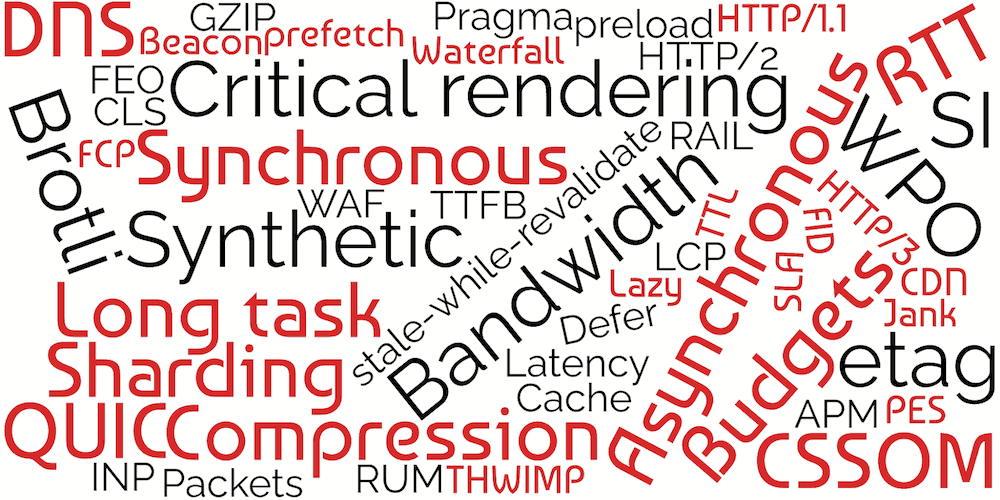 DNS
GZIP
Beacon
prefetch
Pragma
preload
HTTP/1.1
Waterfall
HTTP/2
RTT
FEO
CLS
Critical rendering
SI
Brotli
FCP
Synchronous
RAIL
WPO
WAF
TTFB
stale-while-revalidate
Synthetic
Bandwidth
TTL
Asynchronous
FID
HTTP/3
LCP
SLA
CDN
Lazy
Jank
Long task
Defer
Budgets
Sharding
Latency
etag
Cache
QUIC
Compression
APM
PES
CSSOM
INP
Packets
RUM
THWIMP